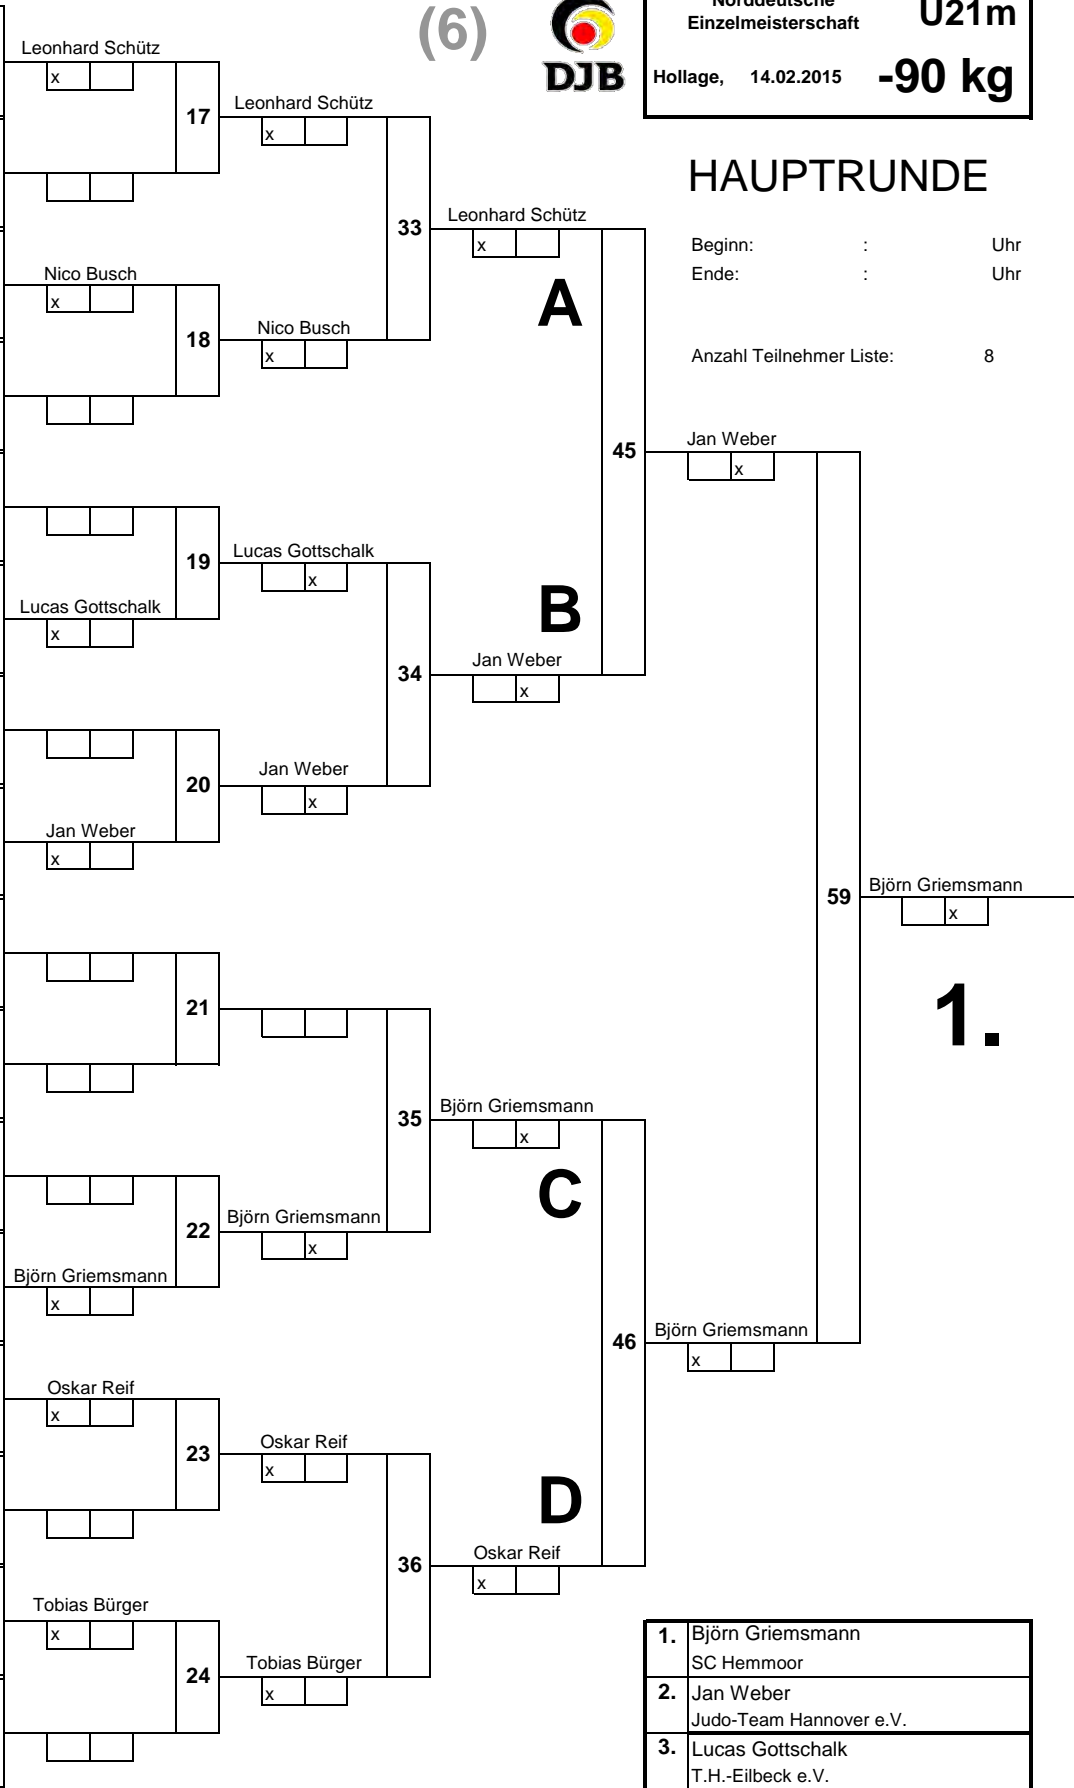 (6)
DJB
Norddeutsche
Einzelmeisterschaft
U21m
Hollage, 14.02.2015 -90 kg
HAUPTRUNDE
Beginn: : Uhr
Ende: : Uhr
Anzahl Teilnehmer Liste: 8
Leonhard Schütz
x
17
Leonhard Schütz
x
33
Leonhard Schütz
x
A
Nico Busch
x
18
Nico Busch
x
45
Jan Weber
x
19
Lucas Gottschalk
x
Lucas Gottschalk
x
B
34
Jan Weber
x
20
Jan Weber
x
Jan Weber
x
59
Björn Griemsmann
x
1.
21
35
Björn Griemsmann
x
C
22
Björn Griemsmann
x
Björn Griemsmann
x
46
Björn Griemsmann
x
Oskar Reif
x
23
Oskar Reif
x
D
36
Oskar Reif
x
Tobias Bürger
x
24
Tobias Bürger
x
1. Björn Griemsmann
SC Hemmoor
2. Jan Weber
Judo-Team Hannover e.V.
3. Lucas Gottschalk
T.H.-Eilbeck e.V.